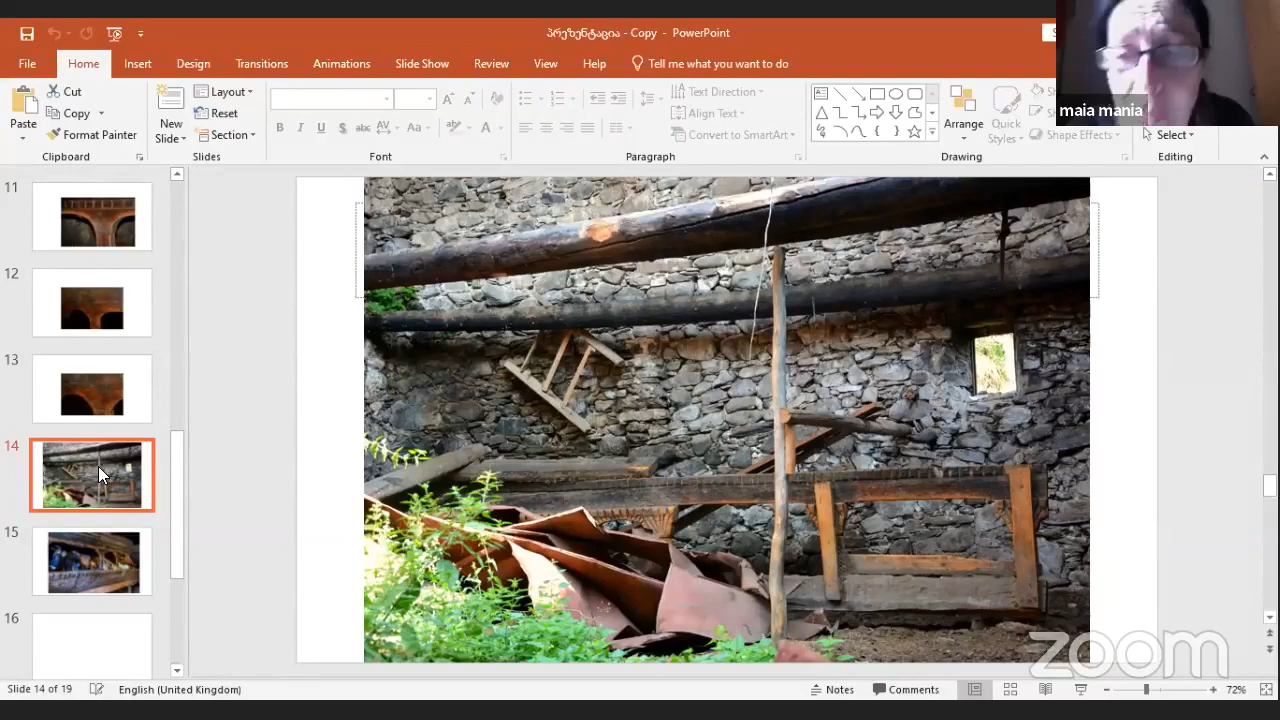 პრეზენტაცია - Copy - PowerPoint
File Home Insert Design Transitions Animations Slide Show Review View Help Tell me what you want to do
Paste Cut Copy Format Painter
New Slide Layout Reset Section
B I U S abc AV Aa A
Text Direction
Align Text
Convert to SmartArt
Arrange Quick Styles
Shape Effects
Select
Clipboard Slides Font Paragraph Drawing Editing
maia mania
11
12
13
14
15
16
zoom
Slide 14 of 19 English (United Kingdom) Notes Comments 72%